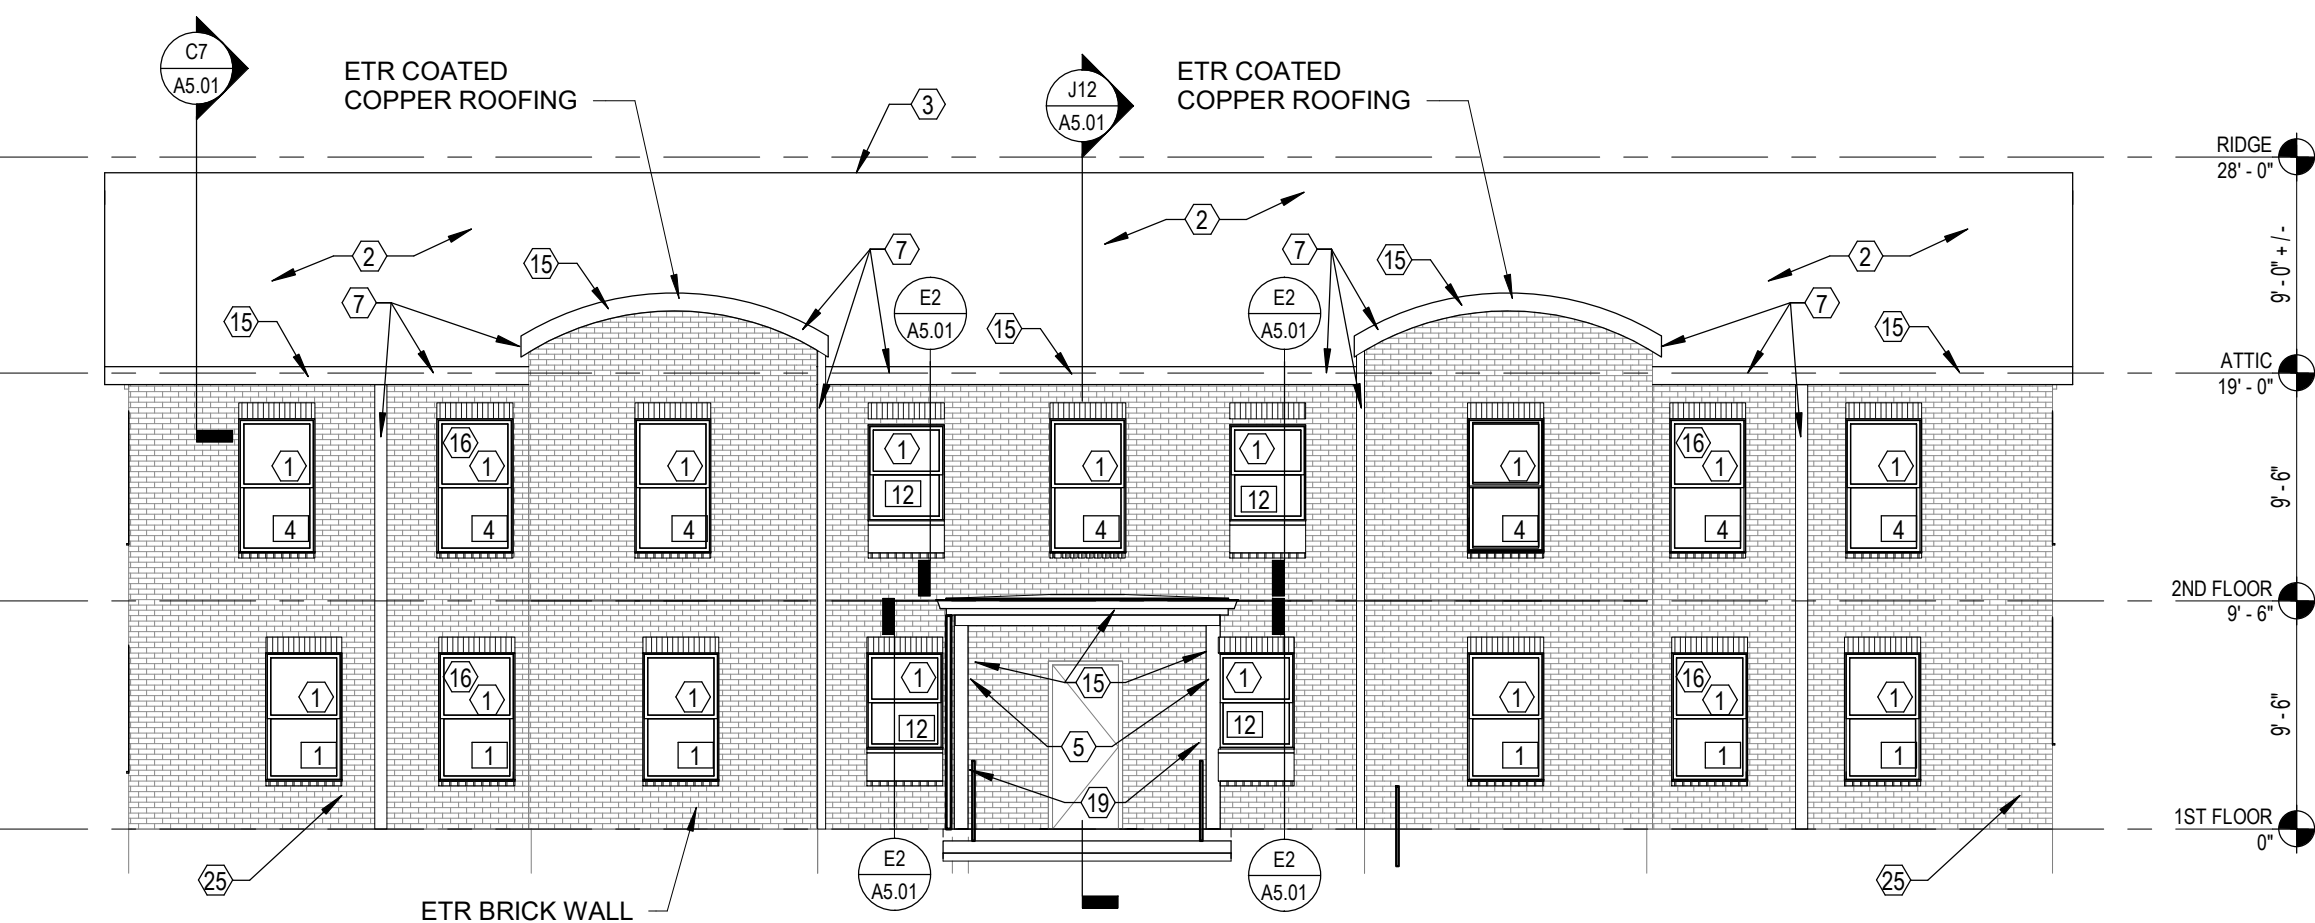 C7
A5.01
ETR COATED
COPPER ROOFING
3
J12
A5.01
ETR COATED
COPPER ROOFING
RIDGE
28' - 0"
2
2
2
15
7
7
15
7
7
15
E2
A5.01
15
E2
A5.01
15
15
9' - 0" + / -
ATTIC
19' - 0"
1
4
16
1
4
1
4
1
12
1
4
1
12
1
4
16
1
4
1
4
9' - 6"
2ND FLOOR
9' - 6"
1
1
16
1
1
1
1
1
12
15
5
19
1
12
1
1
16
1
1
1
1
9' - 6"
1ST FLOOR
0"
25
E2
A5.01
E2
A5.01
25
ETR BRICK WALL